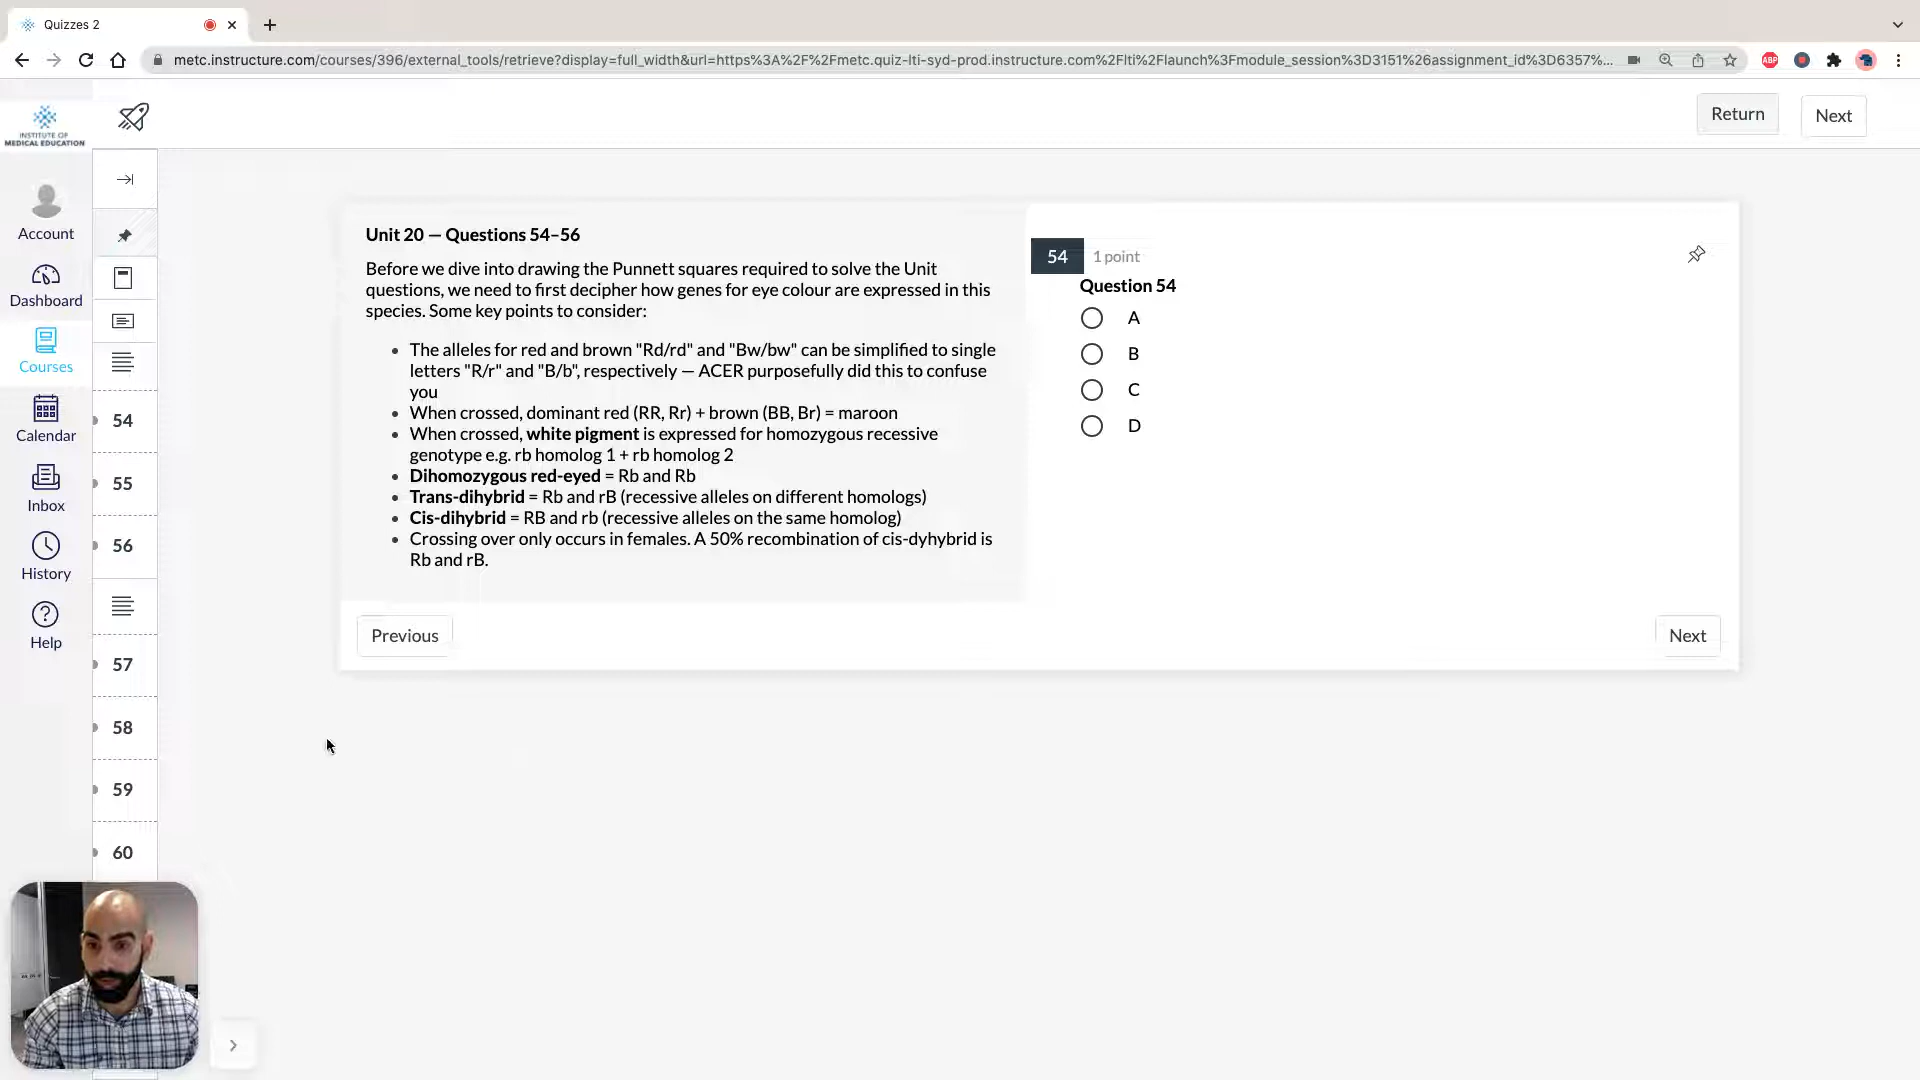 Quizzes 2
metc.instructure.com/courses/396/external_tools/retrieve?display=full_width&url=https%3A%2F%2Fmetc.quiz-lti-syd-prod.instructure.com%2Flti%2Flaunch%3Fmodule_session%3D3151%26assignment_id%3D6357%...
ABP
INSTITUTE OF
MEDICAL EDUCATION
Return
Next
Account
Dashboard
Courses
Calendar
Inbox
History
Help
54
55
56
57
58
59
60
Unit 20 — Questions 54–56
Before we dive into drawing the Punnett squares required to solve the Unit
questions, we need to first decipher how genes for eye colour are expressed in this
species. Some key points to consider:
The alleles for red and brown "Rd/rd" and "Bw/bw" can be simplified to single
letters "R/r" and "B/b", respectively — ACER purposefully did this to confuse
you
When crossed, dominant red (RR, Rr) + brown (BB, Br) = maroon
When crossed, white pigment is expressed for homozygous recessive
genotype e.g. rb homolog 1 + rb homolog 2
Dihomozygous red-eyed = Rb and Rb
Trans-dihybrid = Rb and rB (recessive alleles on different homologs)
Cis-dihybrid = RB and rb (recessive alleles on the same homolog)
Crossing over only occurs in females. A 50% recombination of cis-dyhybrid is
Rb and rB.
54
1 point
Question 54
A
B
C
D
Previous
Next